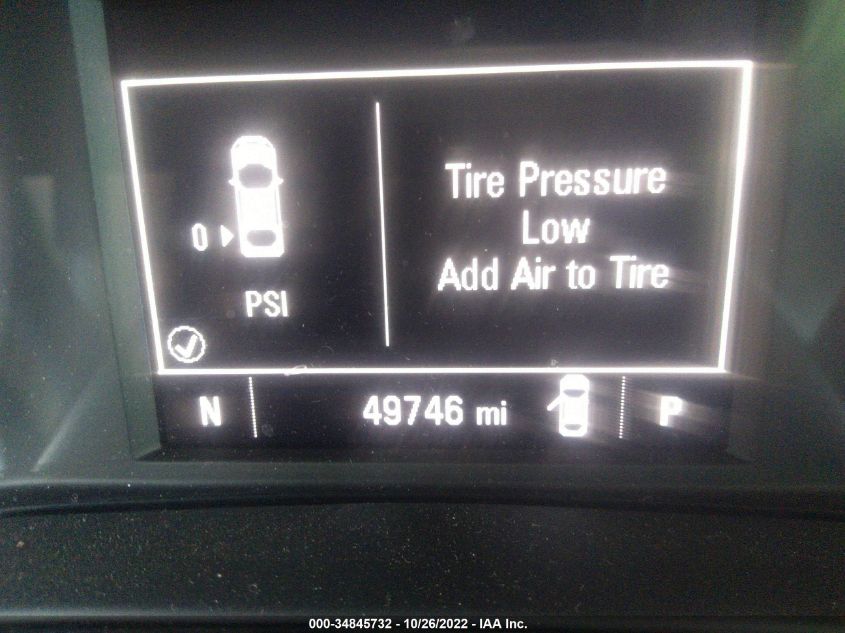 Tire Pressure
Low
Add Air to Tire
0
PSI
N
49746 mi
P
000-34845732 - 10/26/2022 - IAA Inc.